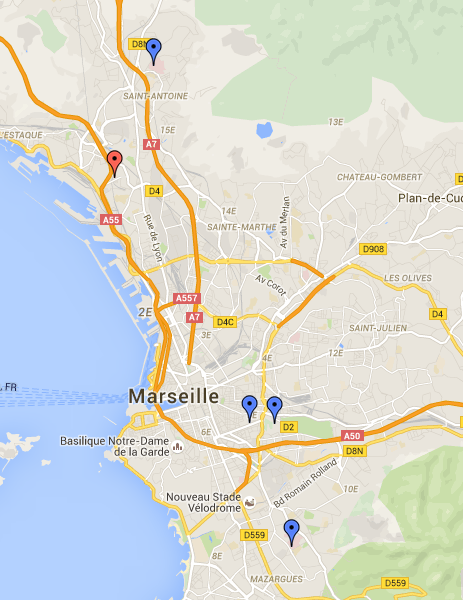 D8N
SAINT-ANTOINE
13E
15E
L'ESTAQUE
A7
CHATEAU-GOMBERT
D4
Plan-de-Cuq
A55
14E
Rue de Lyon
SAINTE-MARTHE
Av du Merlan
D908
Av Corot
LES OLIVES
A557
2E
D4
A7
D4C
SAINT-JULIEN
3E
12E
4E
, FR
Marseille
D2
6E
A50
Basilique Notre-Dame
de la Garde
D8N
Bd Romain Rolland
10E
Nouveau Stade
Vélodrome
D559
8E
MAZARGUES
D559